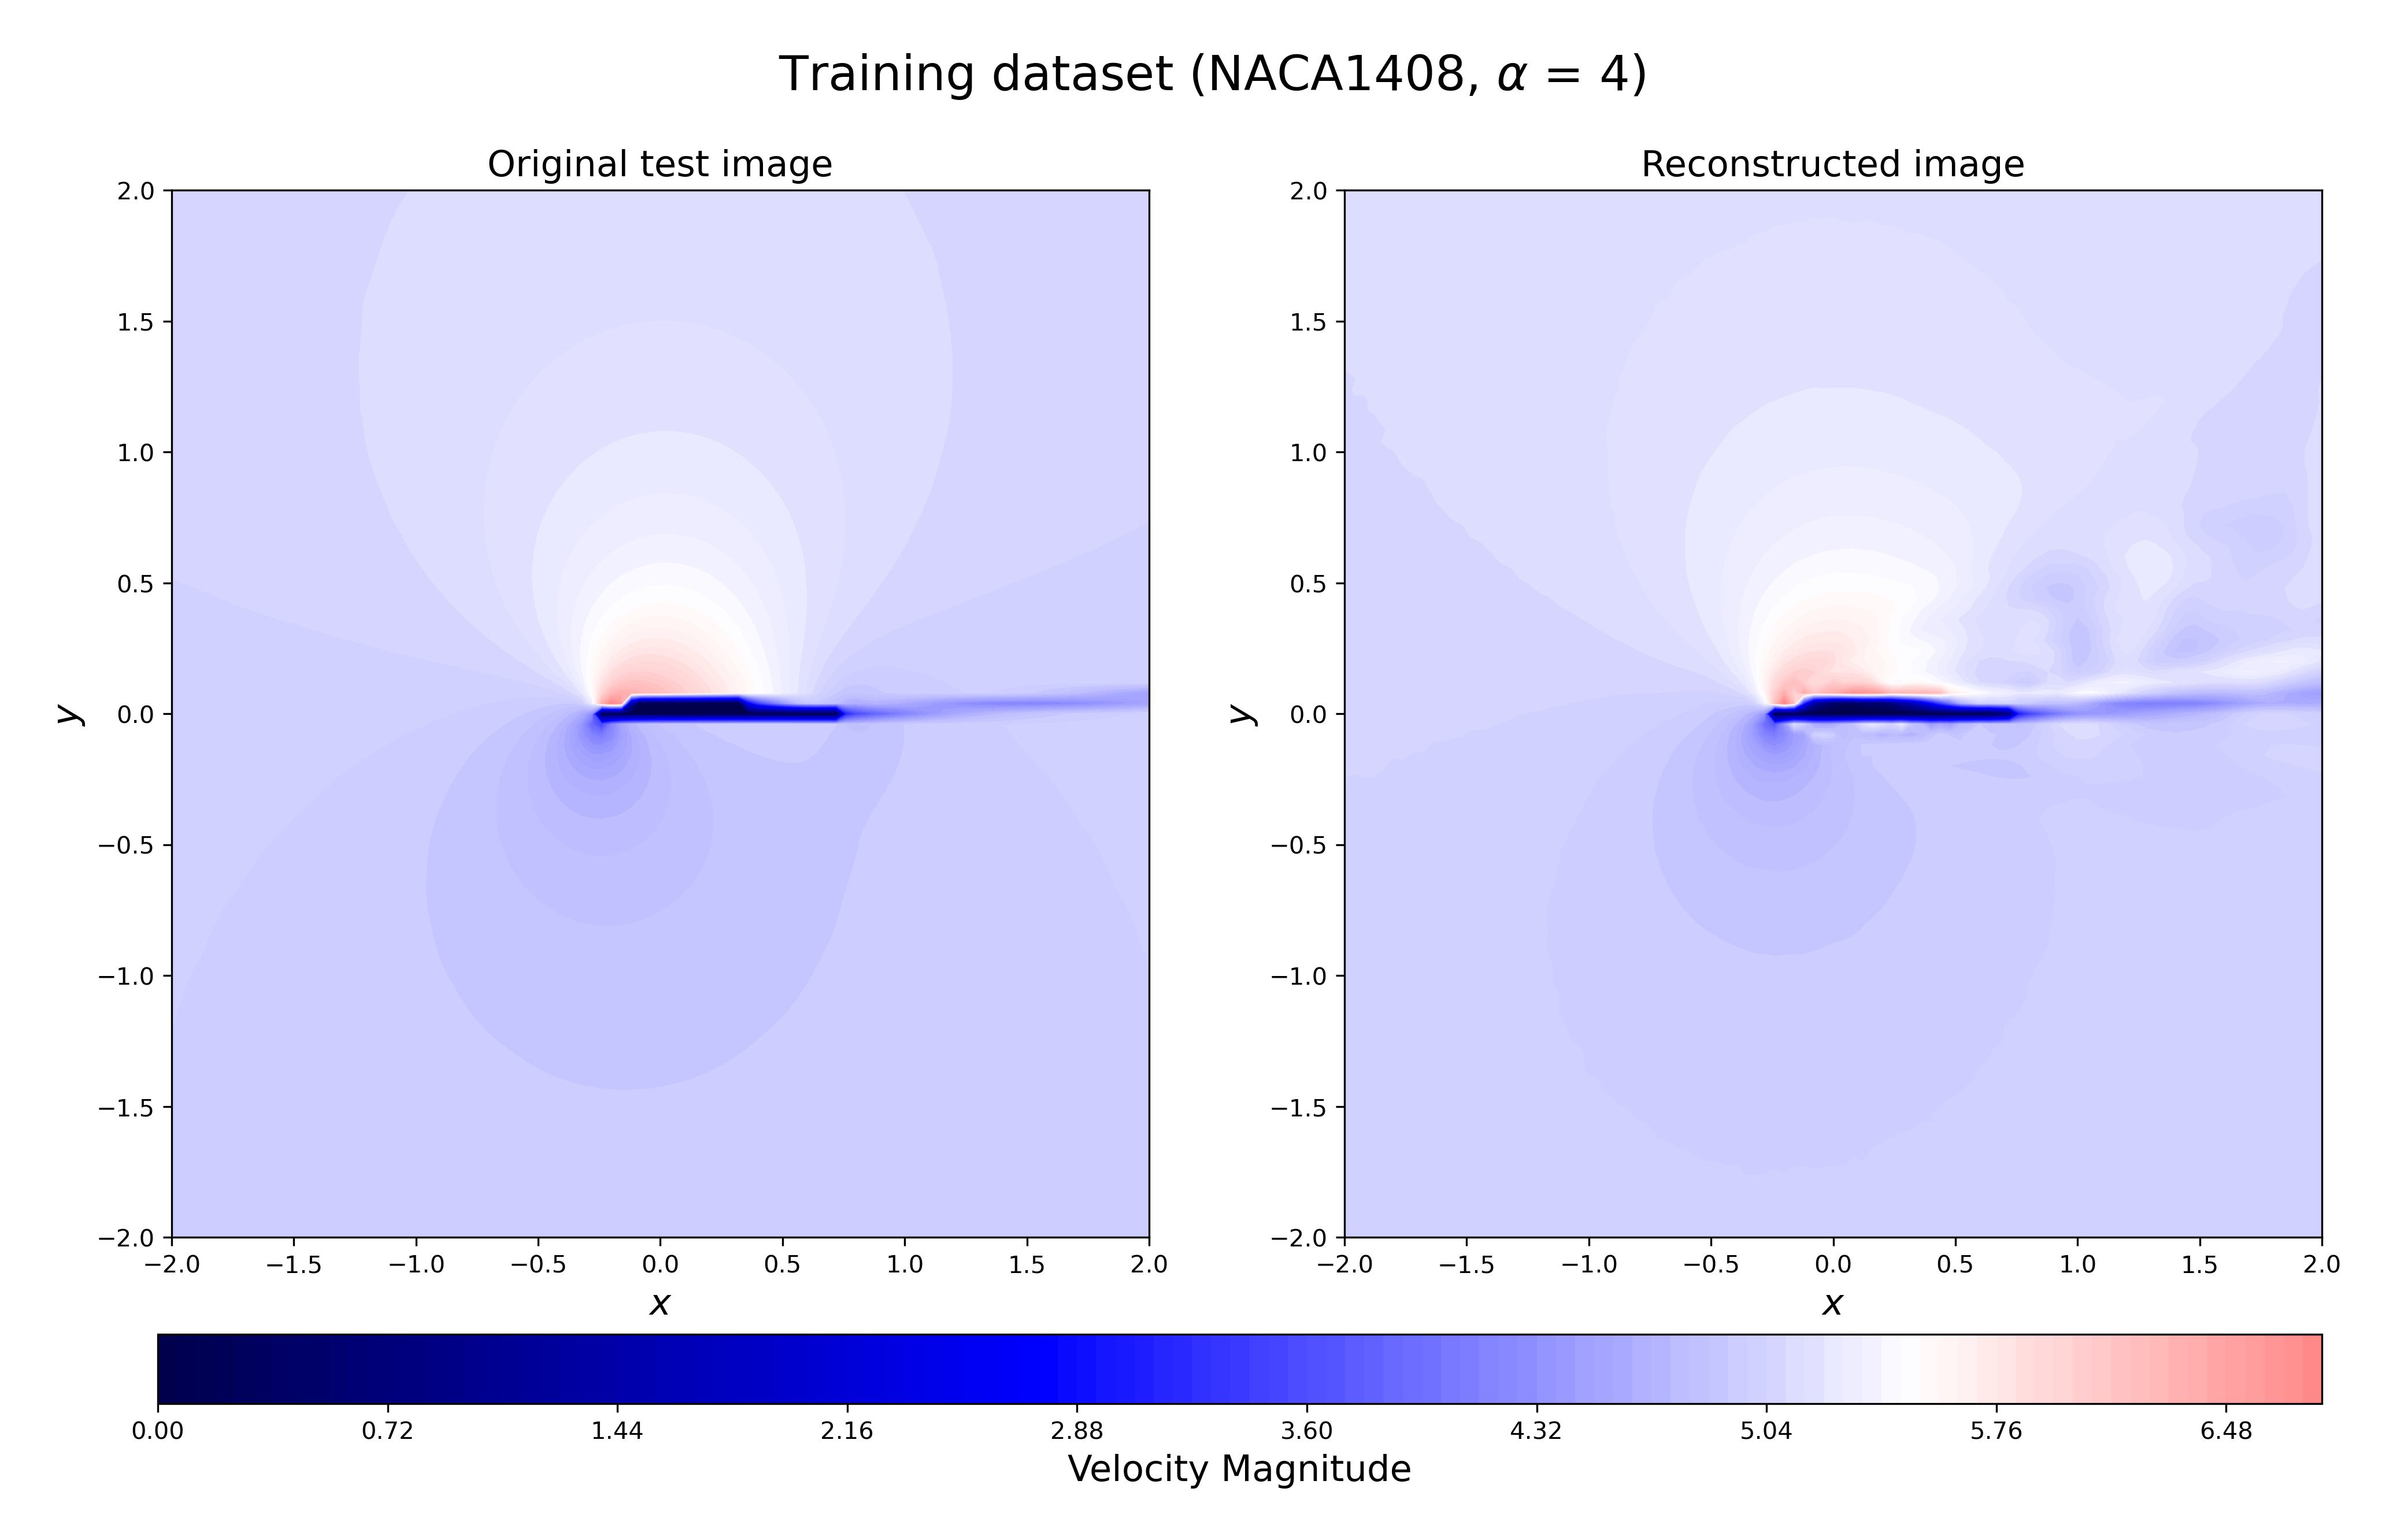 Training dataset (NACA1408, α = 4)
Original test image
Reconstructed image
2.0
1.5
1.0
0.5
0.0
−0.5
−1.0
−1.5
−2.0
y
−2.0 −1.5 −1.0 −0.5 0.0 0.5 1.0 1.5 2.0
x
2.0
1.5
1.0
0.5
0.0
−0.5
−1.0
−1.5
−2.0
y
−2.0 −1.5 −1.0 −0.5 0.0 0.5 1.0 1.5 2.0
x
0.00 0.72 1.44 2.16 2.88 3.60 4.32 5.04 5.76 6.48
Velocity Magnitude